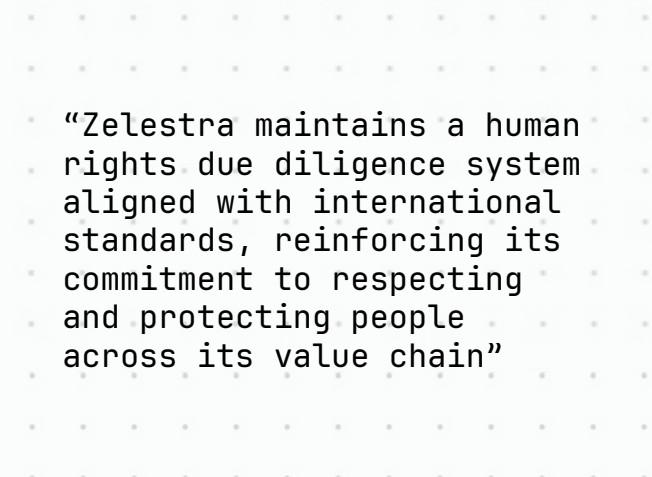 “Zelestra maintains a human
rights due diligence system
aligned with international
standards, reinforcing its
commitment to respecting
and protecting people
across its value chain”